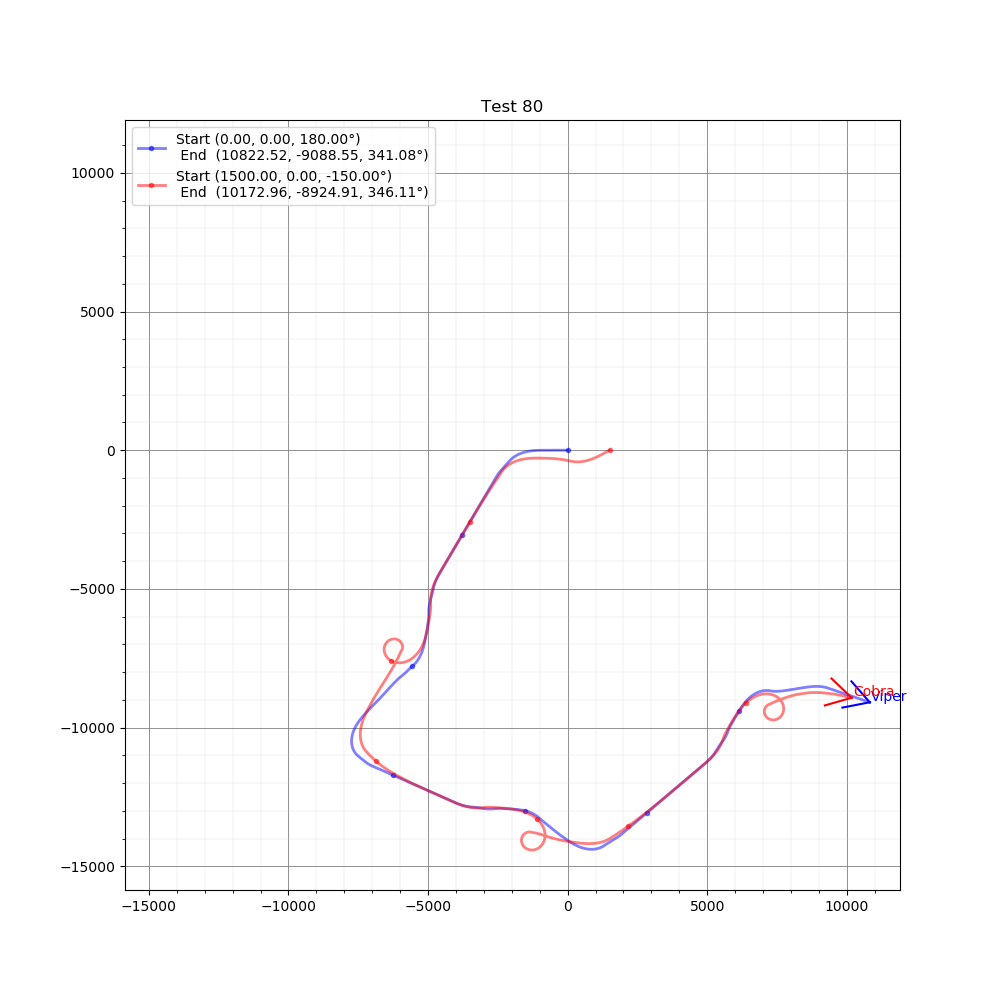 Test 80
Start (0.00, 0.00, 180.00°)
End (10822.52, -9088.55, 341.08°)
Start (1500.00, 0.00, -150.00°)
End (10172.96, -8924.91, 346.11°)
10000
5000
0
−5000
−10000
−15000
Cobra
Viper
−15000
−10000
−5000
0
5000
10000